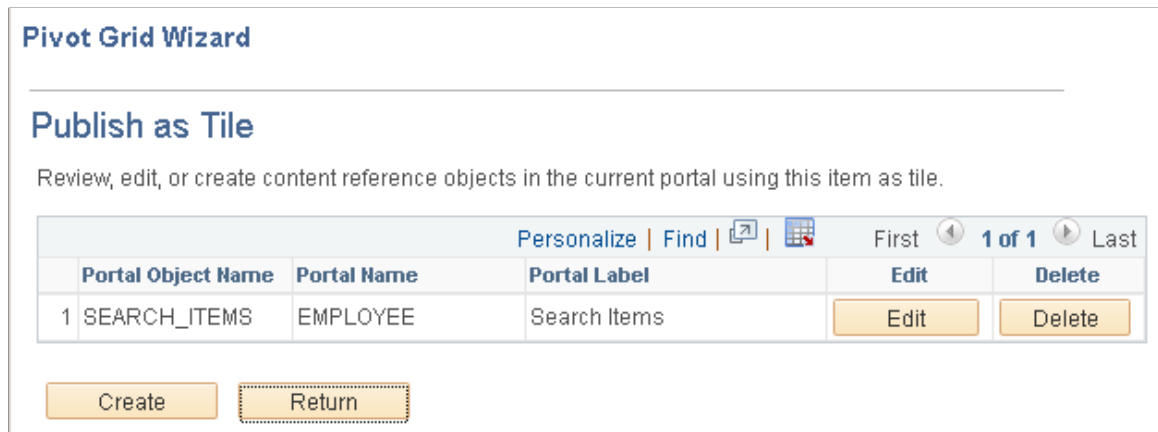 Pivot Grid Wizard
Publish as Tile
Review, edit, or create content reference objects in the current portal using this item as tile.
Personalize | Find | | First 1 of 1 Last
Portal Object Name Portal Name Portal Label Edit Delete
1 SEARCH_ITEMS EMPLOYEE Search Items Edit Delete
Create Return